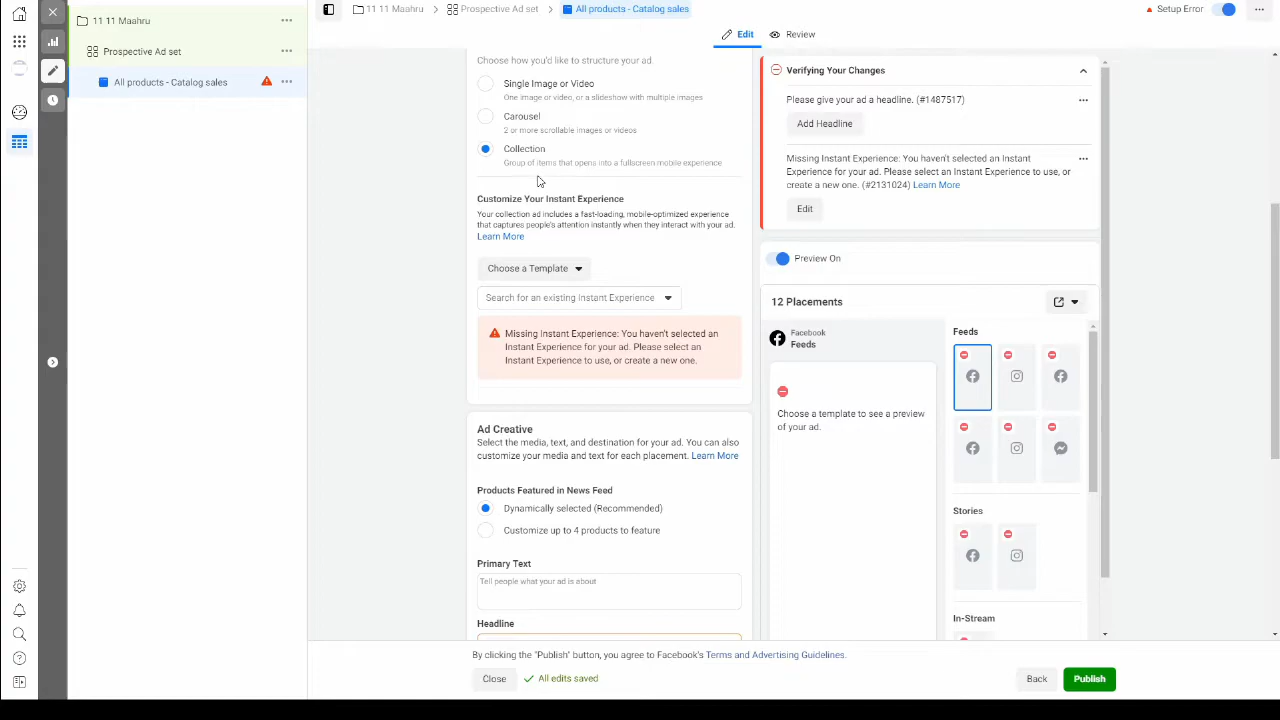 11 11 Maahru
Prospective Ad set
All products - Catalog sales
11 11 Maahru > Prospective Ad set > All products - Catalog sales
Setup Error
Edit
Review
Choose how you'd like to structure your ad.
Single Image or Video
One image or video, or a slideshow with multiple images
Carousel
2 or more scrollable images or videos
Collection
Group of items that opens into a fullscreen mobile experience
Customize Your Instant Experience
Your collection ad includes a fast-loading, mobile-optimized experience
that captures people's attention instantly when they interact with your ad.
Learn More
Choose a Template
Search for an existing Instant Experience
Missing Instant Experience: You haven't selected an
Instant Experience for your ad. Please select an
Instant Experience to use, or create a new one.
Ad Creative
Select the media, text, and destination for your ad. You can also
customize your media and text for each placement. Learn More
Products Featured in News Feed
Dynamically selected (Recommended)
Customize up to 4 products to feature
Primary Text
Tell people what your ad is about
Headline
Verifying Your Changes
Please give your ad a headline. (#1487517)
Add Headline
Missing Experience: You haven't selected an Instant
Experience for your ad. Please select an Instant Experience to use, or
create a new one. (#2131024) Learn More
Edit
Preview On
12 Placements
Facebook
Feeds
Choose a template to see a preview
of your ad.
Feeds
Stories
In-Stream
By clicking the "Publish" button, you agree to Facebook's Terms and Advertising Guidelines.
Close
All edits saved
Back
Publish